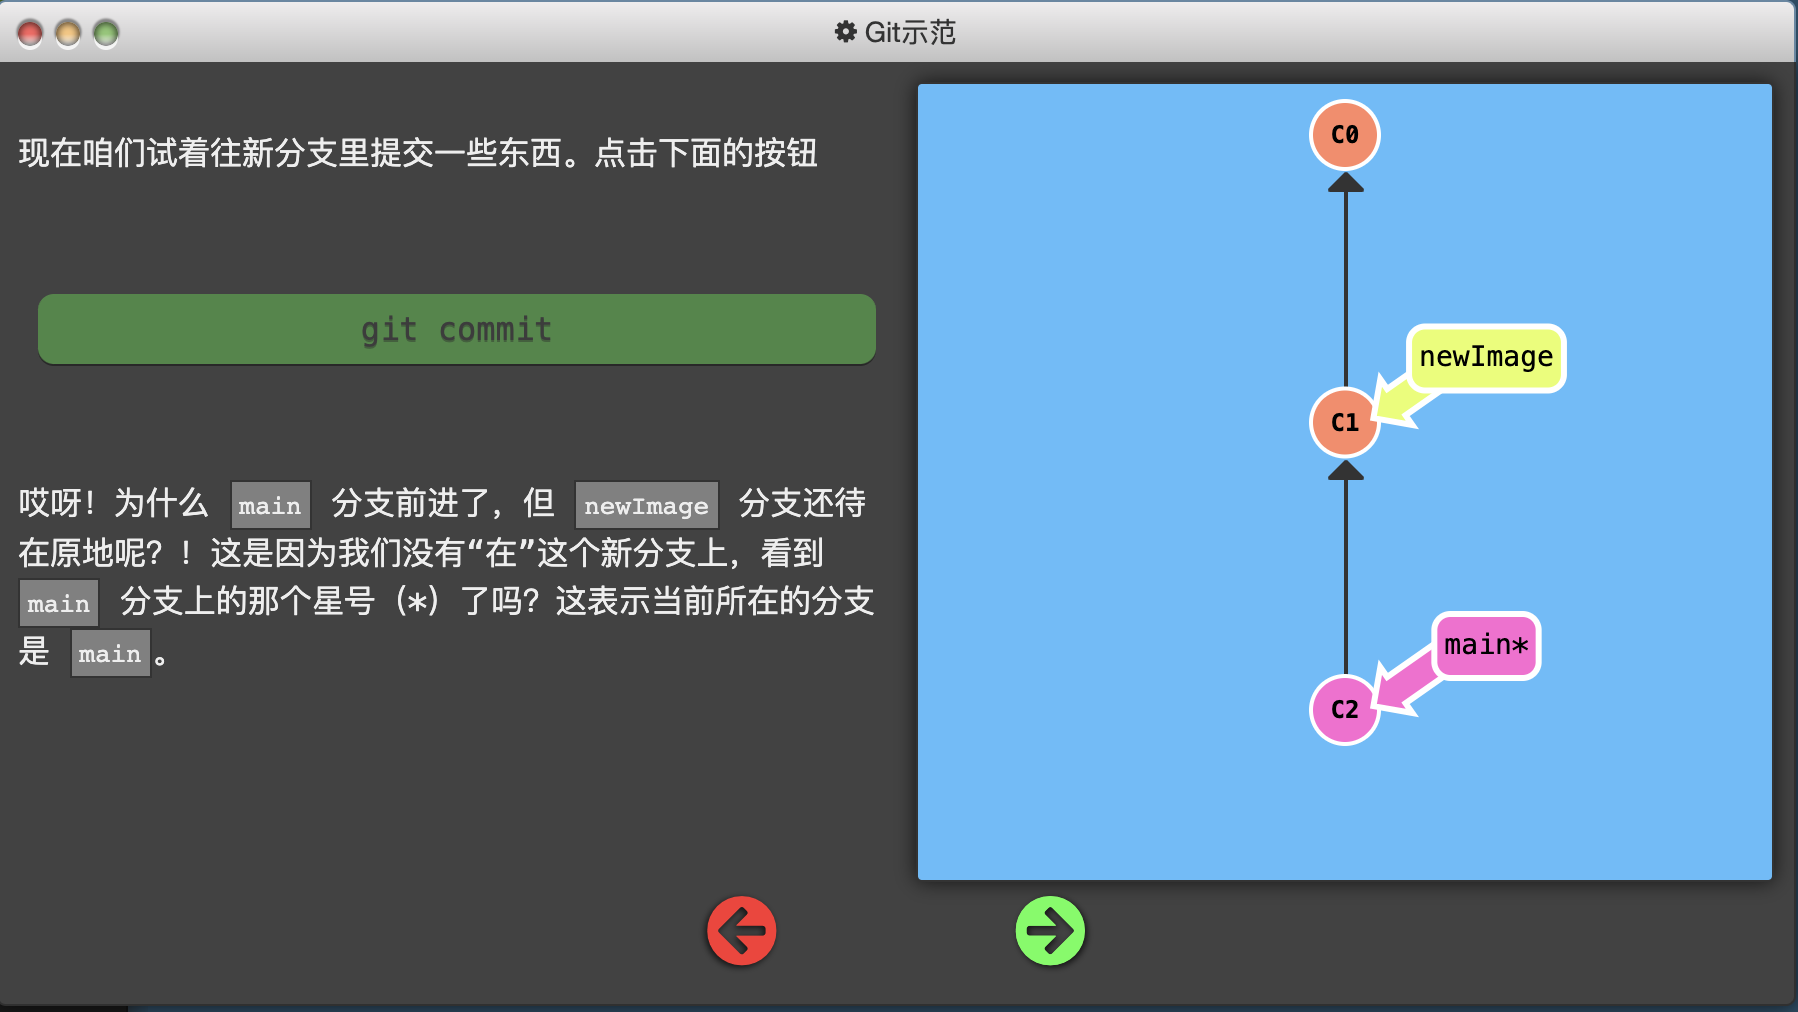 Git示范
现在咱们试着往新分支里提交一些东西。点击下面的按钮
git commit
哎呀！为什么 main 分支前进了，但 newImage 分支还待
在原地呢？！这是因为我们没有“在”这个新分支上，看到
main 分支上的那个星号（*）了吗？这表示当前所在的分支
是 main。
C0
newImage
C1
main*
C2